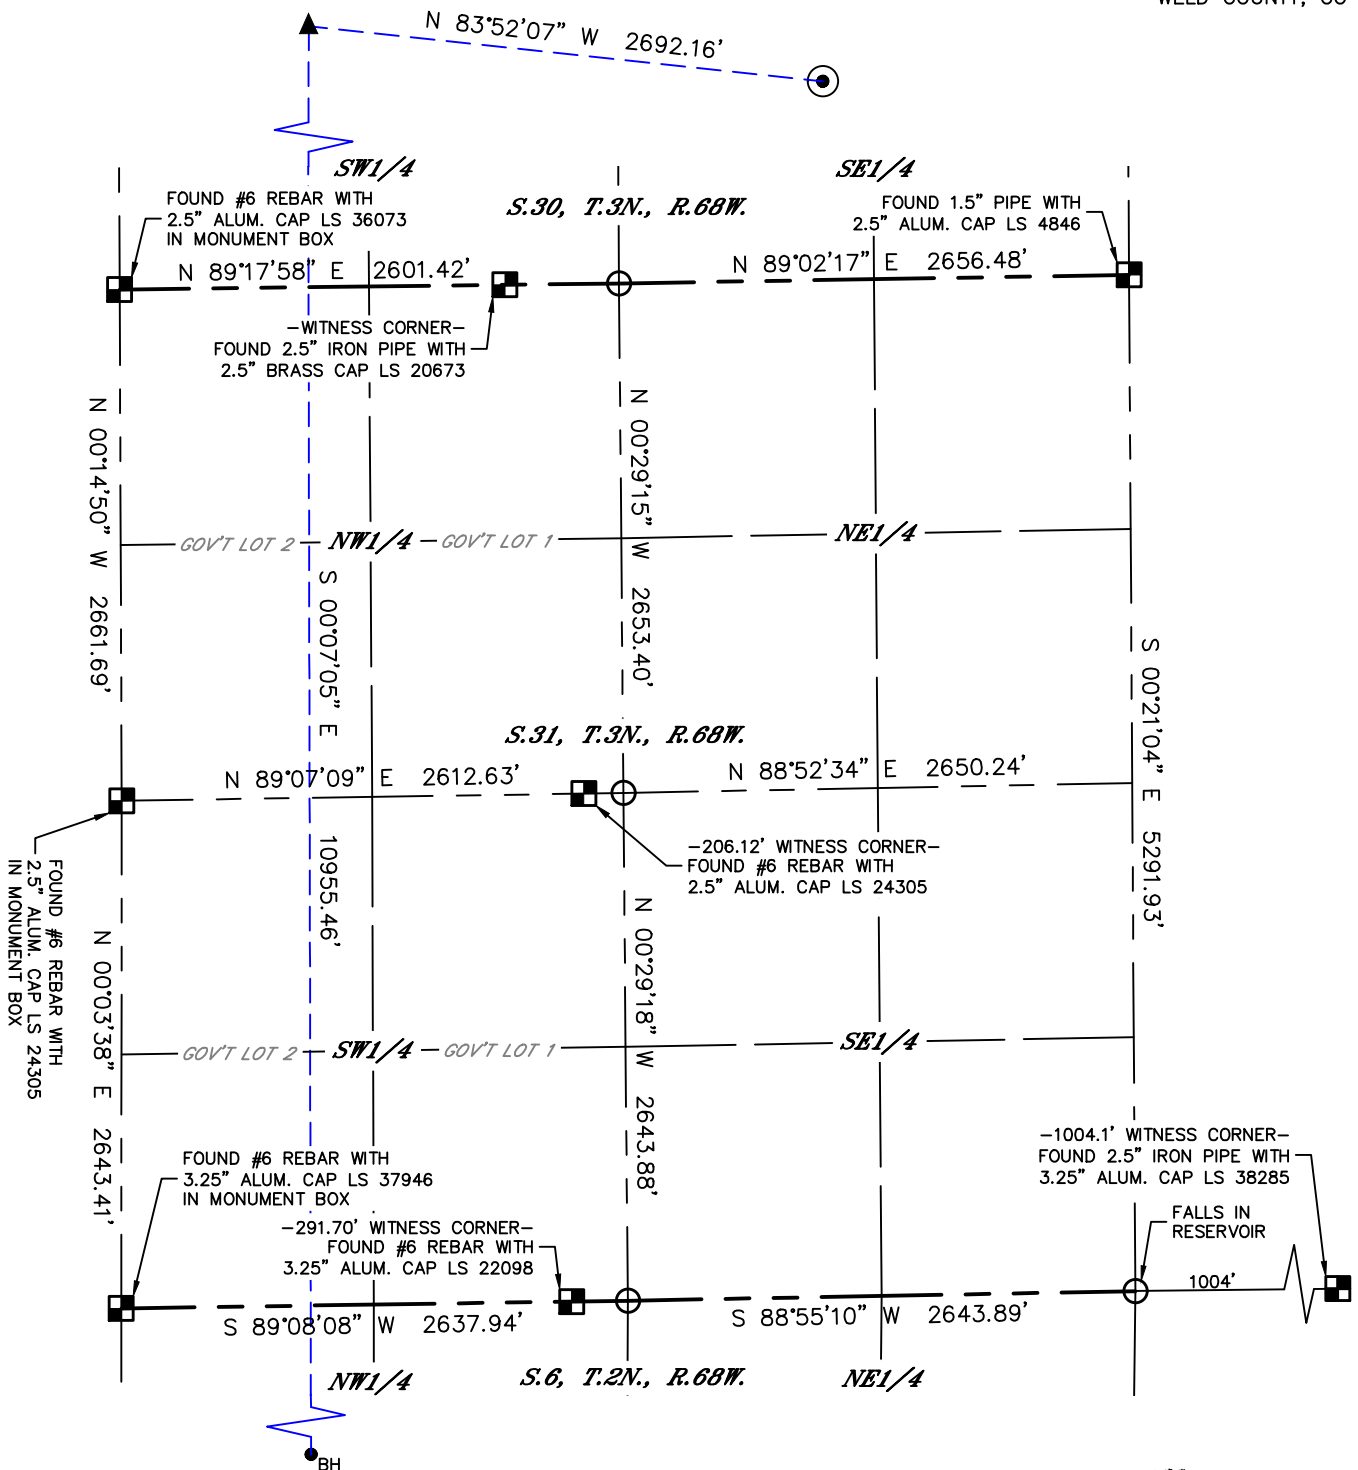 WELD COUNTY, CO
N 83°52'07" W 2692.16'
SW1/4
SE1/4
FOUND #6 REBAR WITH
2.5" ALUM. CAP LS 36073
IN MONUMENT BOX
S.30, T.3N., R.68W.
FOUND 1.5" PIPE WITH
2.5" ALUM. CAP LS 4846
N 89°17'58" E 2601.42'
N 89°02'17" E 2656.48'
-WITNESS CORNER-
FOUND 2.5" IRON PIPE WITH
2.5" BRASS CAP LS 20673
N 00°14'50" W 2661.69'
N 00°29'15" W 2653.40'
GOV'T LOT 2
NW1/4
GOV'T LOT 1
NE1/4
S 00°07'05" E 10955.46'
S 00°21'04" E 5291.93'
S.31, T.3N., R.68W.
N 89°07'09" E 2612.63'
N 88°52'34" E 2650.24'
-206.12' WITNESS CORNER-
FOUND #6 REBAR WITH
2.5" ALUM. CAP LS 24305
FOUND #6 REBAR WITH
2.5" ALUM. CAP LS 24305
IN MONUMENT BOX
N 00°03'38" E 2643.41'
N 00°29'18" W 2643.88'
GOV'T LOT 2
SW1/4
GOV'T LOT 1
SE1/4
FOUND #6 REBAR WITH
3.25" ALUM. CAP LS 37946
IN MONUMENT BOX
-1004.1' WITNESS CORNER-
FOUND 2.5" IRON PIPE WITH
3.25" ALUM. CAP LS 38285
-291.70' WITNESS CORNER-
FOUND #6 REBAR WITH
3.25" ALUM. CAP LS 22098
FALLS IN
RESERVOIR
1004'
S 89°08'08" W 2637.94'
S 88°55'10" W 2643.89'
NW1/4
S.6, T.2N., R.68W.
NE1/4
BH